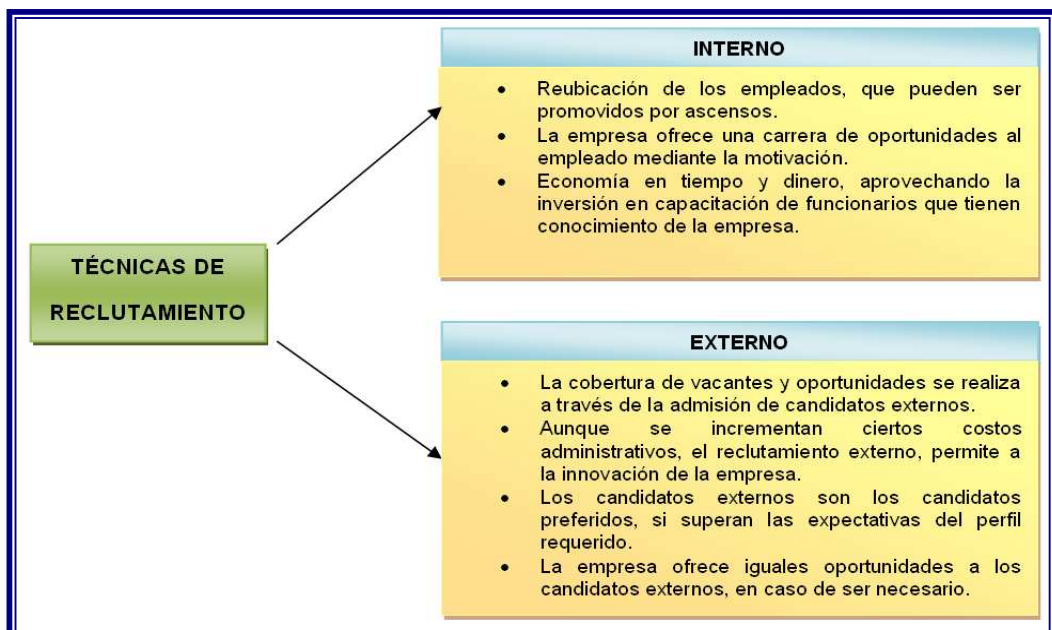 INTERNO
• Reubicación de los empleados, que pueden ser
promovidos por ascensos.
• La empresa ofrece una carrera de oportunidades al
empleado mediante la motivación.
• Economía en tiempo y dinero, aprovechando la
inversión en capacitación de funcionarios que tienen
conocimiento de la empresa.
TÉCNICAS DE
RECLUTAMIENTO
EXTERNO
• La cobertura de vacantes y oportunidades se realiza
a través de la admisión de candidatos externos.
• Aunque se incrementan ciertos costos
administrativos, el reclutamiento externo, permite a
la innovación de la empresa.
• Los candidatos externos son los candidatos
preferidos, si superan las expectativas del perfil
requerido.
• La empresa ofrece iguales oportunidades a los
candidatos externos, en caso de ser necesario.